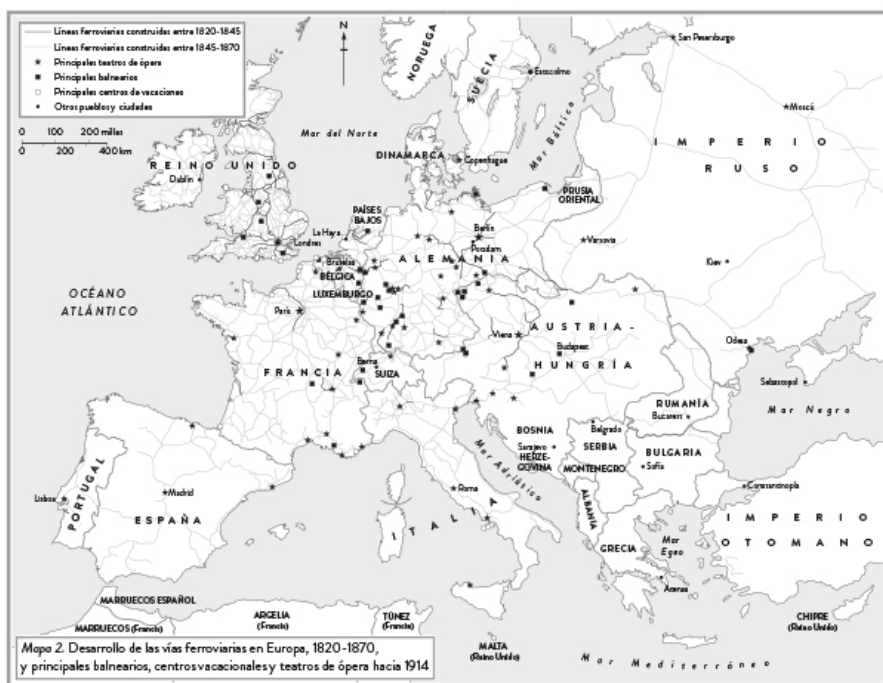 Líneas ferroviarias construidas entre 1820-1845
Líneas ferroviarias construidas entre 1845-1870
Principales teatros de ópera
Principales balnearios
Principales centros de vacaciones
Otros pueblos y ciudades
0 100 200 millas
0 200 400 km
N
NORUEGA
SUECIA
Estocolmo
San Petersburgo
Moscú
Mar del Norte
Mar Báltico
IMPERIO
RUSO
DINAMARCA
Copenhague
REINO UNIDO
Dublín
Londres
PRUSIA
ORIENTAL
PAÍSES
BAJOS
La Haya
Berlín
Potsdam
Varsovia
ALEMANIA
Bruselas
BÉLGICA
LUXEMBURGO
Kiev
OCÉANO
ATLÁNTICO
París
Viena
AUSTRIA-
Budapest
HUNGRÍA
Odesa
Berna
SUIZA
FRANCIA
Sebastopol
RUMANÍA
Bucarest
Mar Negro
BOSNIA
Sarajevo
HERZE-
GOVINA
Belgrado
SERBIA
BULGARIA
Sofía
MONTENEGRO
Mar Adriático
PORTUGAL
Lisboa
Madrid
ESPAÑA
Roma
ITALIA
ALBANIA
Constantinopla
IMPERIO
OTOMANO
GRECIA
Mar
Egeo
Atenas
MARRUECOS ESPAÑOL
MARRUECOS (Francia)
ARGELIA
(Francia)
TÚNEZ
(Francia)
MALTA
(Reino Unido)
CHIPRE
(Reino Unido)
Mar Mediterráneo
Mapa 2. Desarrollo de las vías ferroviarias en Europa, 1820-1870,
y principales balnearios, centros vacacionales y teatros de ópera hacia 1914